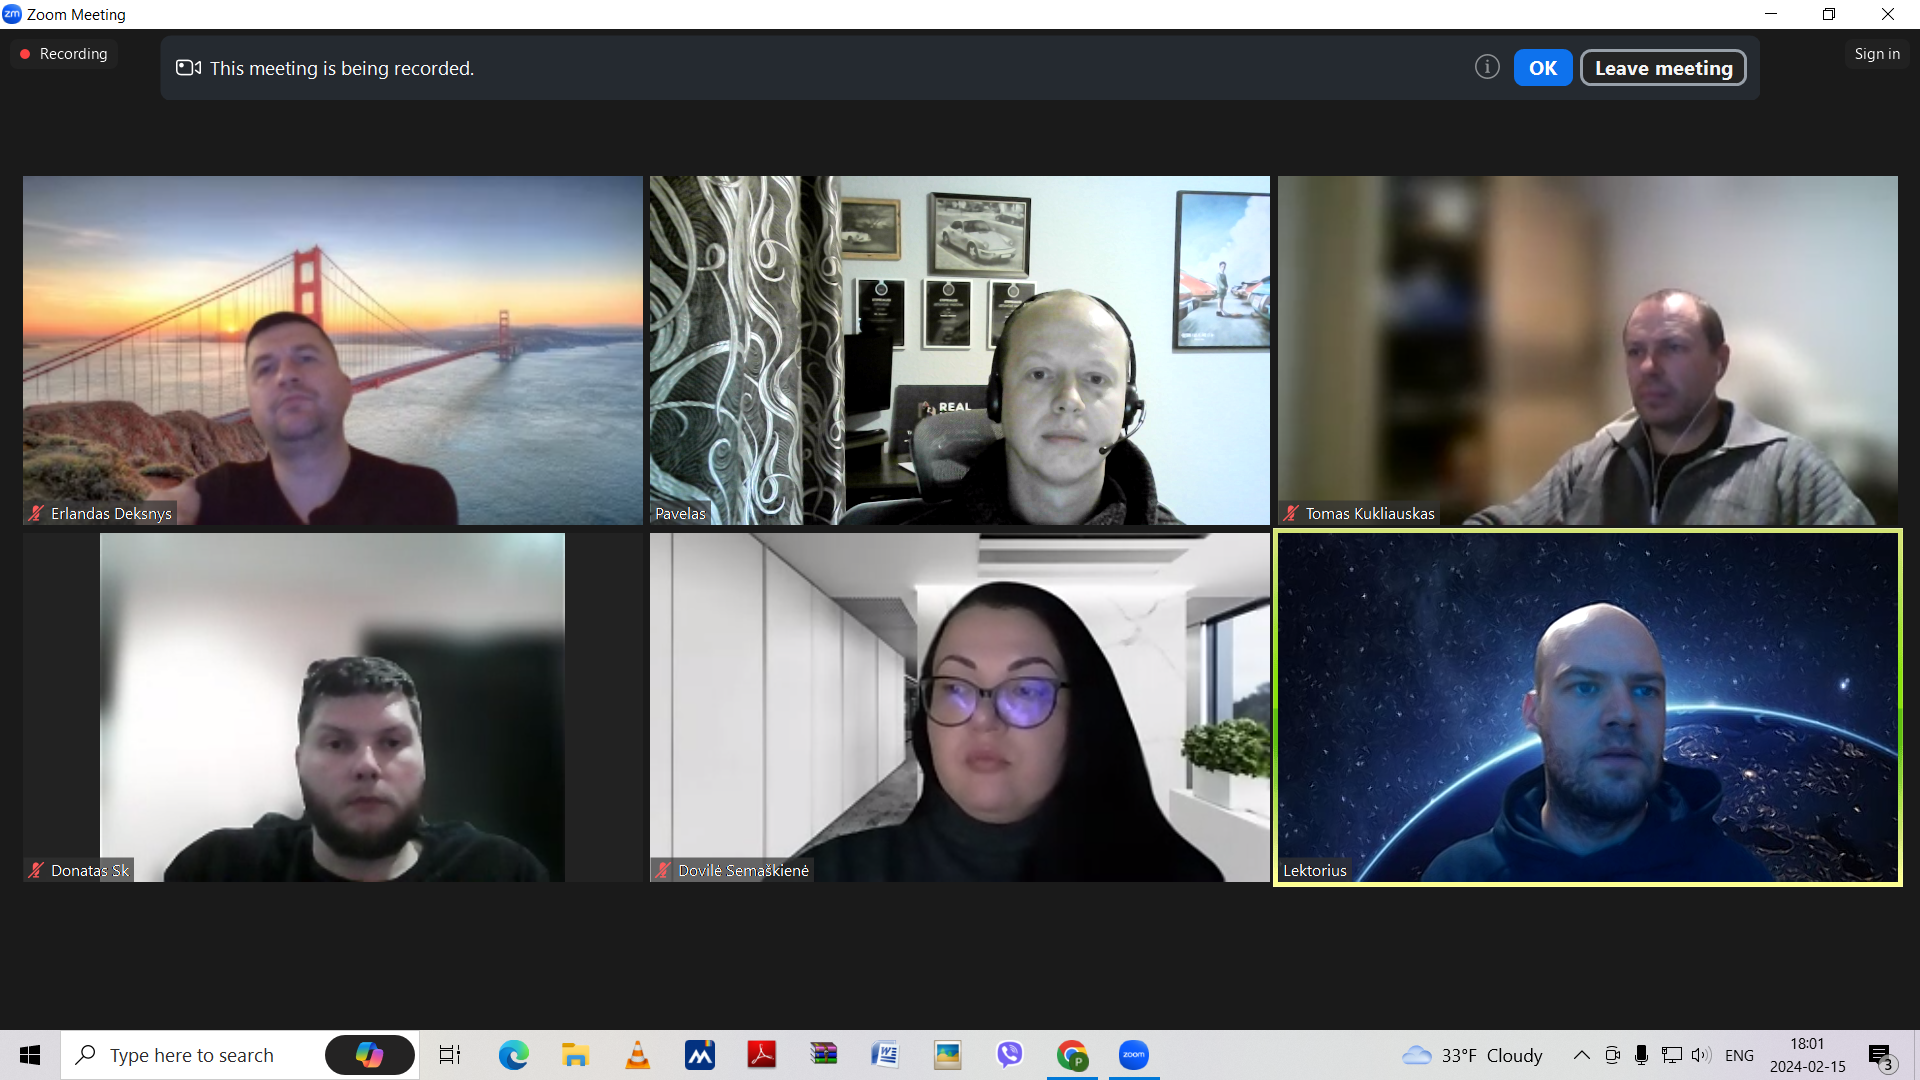 Zoom Meeting
Recording
This meeting is being recorded.
OK
Leave meeting
Sign in
REAL
Erlandas Deksnys
Pavelas
Tomas Kukliauskas
Donatas Sk
Dovilė Semaškienė
Lektorius
Type here to search
zoom
33°F Cloudy
ENG
18:01
2024-02-15
3